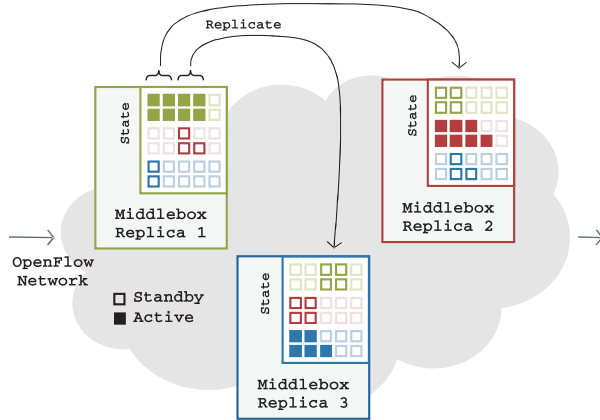 Replicate
State
Middlebox
Replica 1
State
Middlebox
Replica 2
OpenFlow
Network
Standby
Active
State
Middlebox
Replica 3